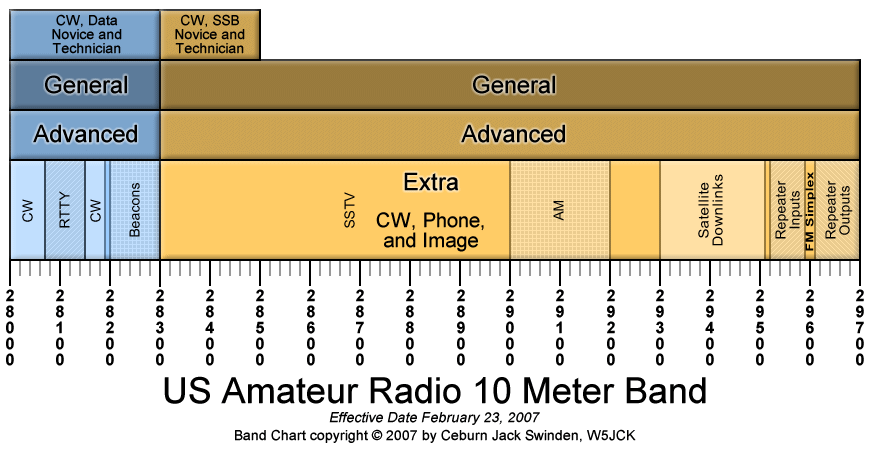 CW, Data
Novice and
Technician
CW, SSB
Novice and
Technician
General
General
Advanced
Advanced
CW
RTTY
CW
Beacons
SSTV
Extra
CW, Phone,
and Image
AM
Satellite
Downlinks
Repeater
Inputs
FM Simplex
Repeater
Outputs
28000
28100
28200
28300
28400
28500
28600
28700
28800
28900
29000
29100
29200
29300
29400
29500
29600
29700
US Amateur Radio 10 Meter Band
Effective Date February 23, 2007
Band Chart copyright © 2007 by Ceburn Jack Swinden, W5JCK